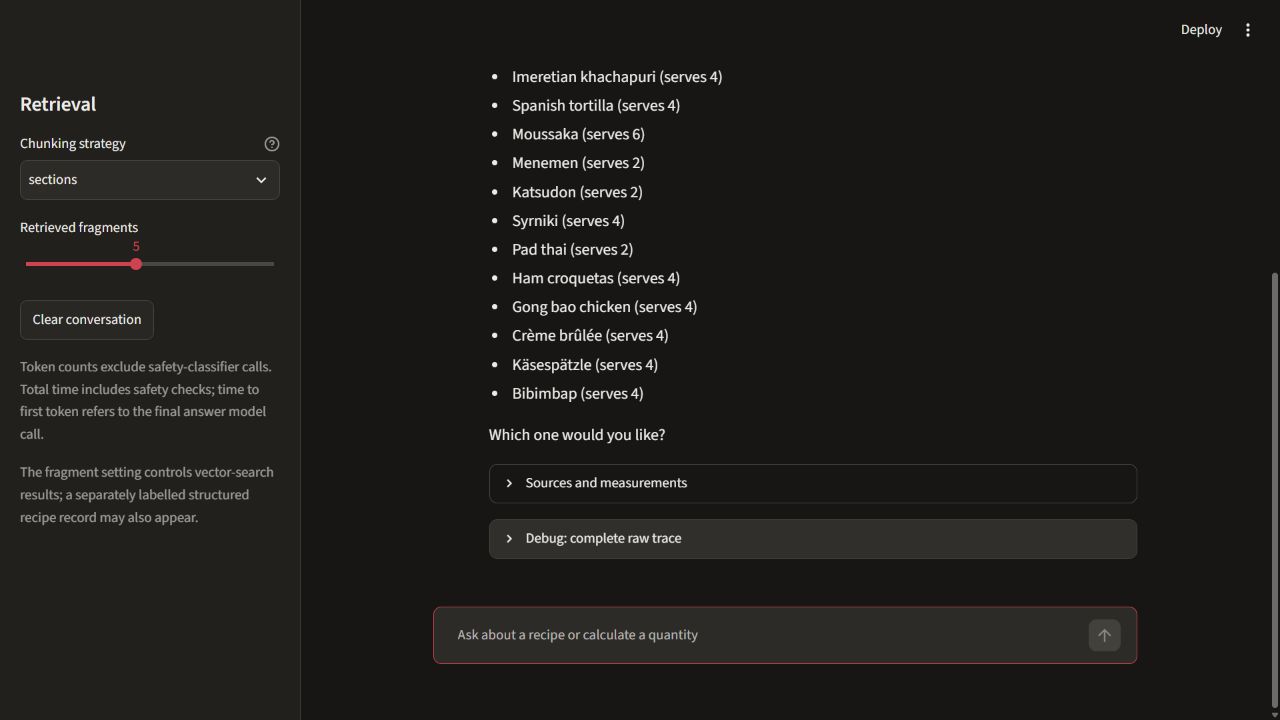 Deploy
Retrieval
Chunking strategy
sections
Retrieved fragments
5
Clear conversation
Token counts exclude safety-classifier calls.
Total time includes safety checks; time to
first token refers to the final answer model
call.
The fragment setting controls vector-search
results; a separately labelled structured
recipe record may also appear.
Imeretian khachapuri (serves 4)
Spanish tortilla (serves 4)
Moussaka (serves 6)
Menemen (serves 2)
Katsudon (serves 2)
Syrniki (serves 4)
Pad thai (serves 2)
Ham croquetas (serves 4)
Gong bao chicken (serves 4)
Crème brûlée (serves 4)
Käsespätzle (serves 4)
Bibimbap (serves 4)
Which one would you like?
Sources and measurements
Debug: complete raw trace
Ask about a recipe or calculate a quantity